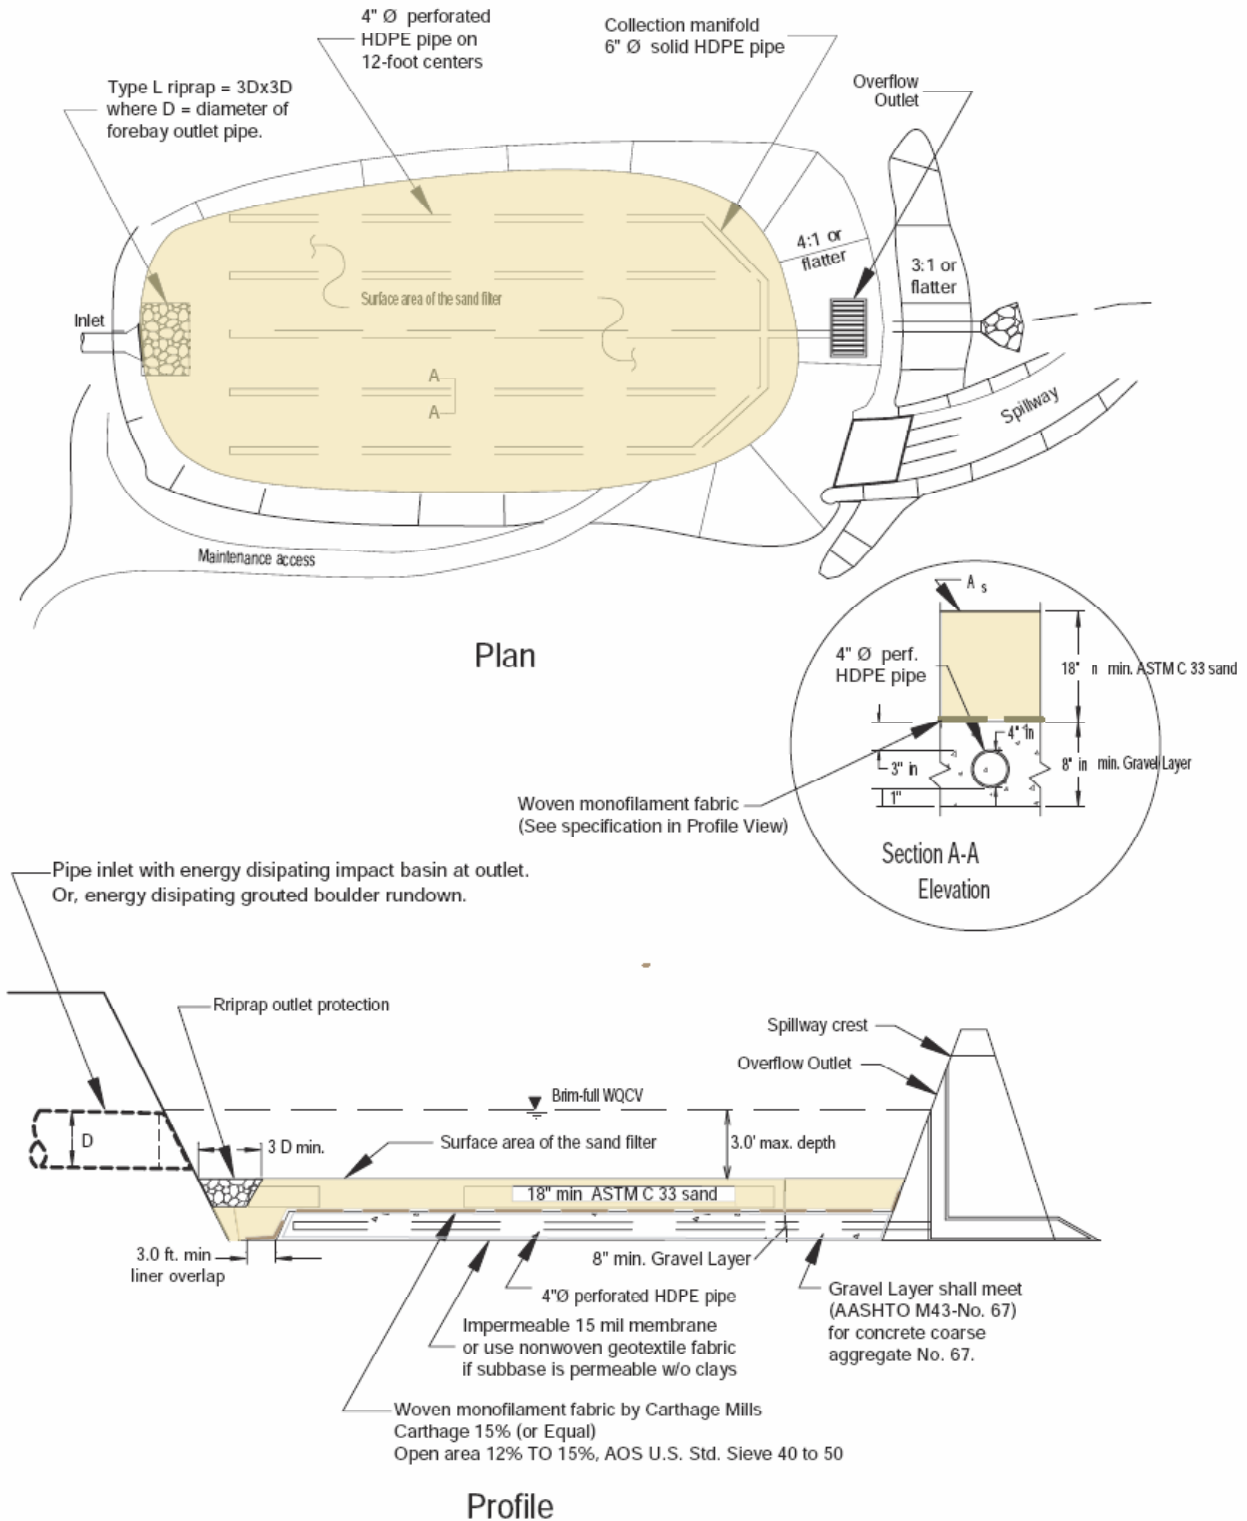 4" Ø perforated
HDPE pipe on
12-foot centers
Collection manifold
6" Ø solid HDPE pipe
Type L riprap = 3Dx3D
where D = diameter of
forebay outlet pipe.
Overflow
Outlet
4:1 or
flatter
3:1 or
flatter
Surface area of the sand filter
Inlet
A
A
Spillway
Maintenance access
Plan
A s
4" Ø perf.
HDPE pipe
18" n min. ASTM C 33 sand
4" In
3" in
8" in min. Gravel Layer
1"
Woven monofilament fabric
(See specification in Profile View)
Section A-A
Elevation
Pipe inlet with energy disipating impact basin at outlet.
Or, energy disipating grouted boulder rundown.
Rriprap outlet protection
Spillway crest
Overflow Outlet
Brim-full WQCV
D
3 D min.
Surface area of the sand filter
3.0' max. depth
18" min ASTM C 33 sand
3.0 ft. min
liner overlap
8" min. Gravel Layer
4"Ø perforated HDPE pipe
Gravel Layer shall meet
(AASHTO M43-No. 67)
for concrete coarse
aggregate No. 67.
Impermeable 15 mil membrane
or use nonwoven geotextile fabric
if subbase is permeable w/o clays
Woven monofilament fabric by Carthage Mills
Carthage 15% (or Equal)
Open area 12% TO 15%, AOS U.S. Std. Sieve 40 to 50
Profile